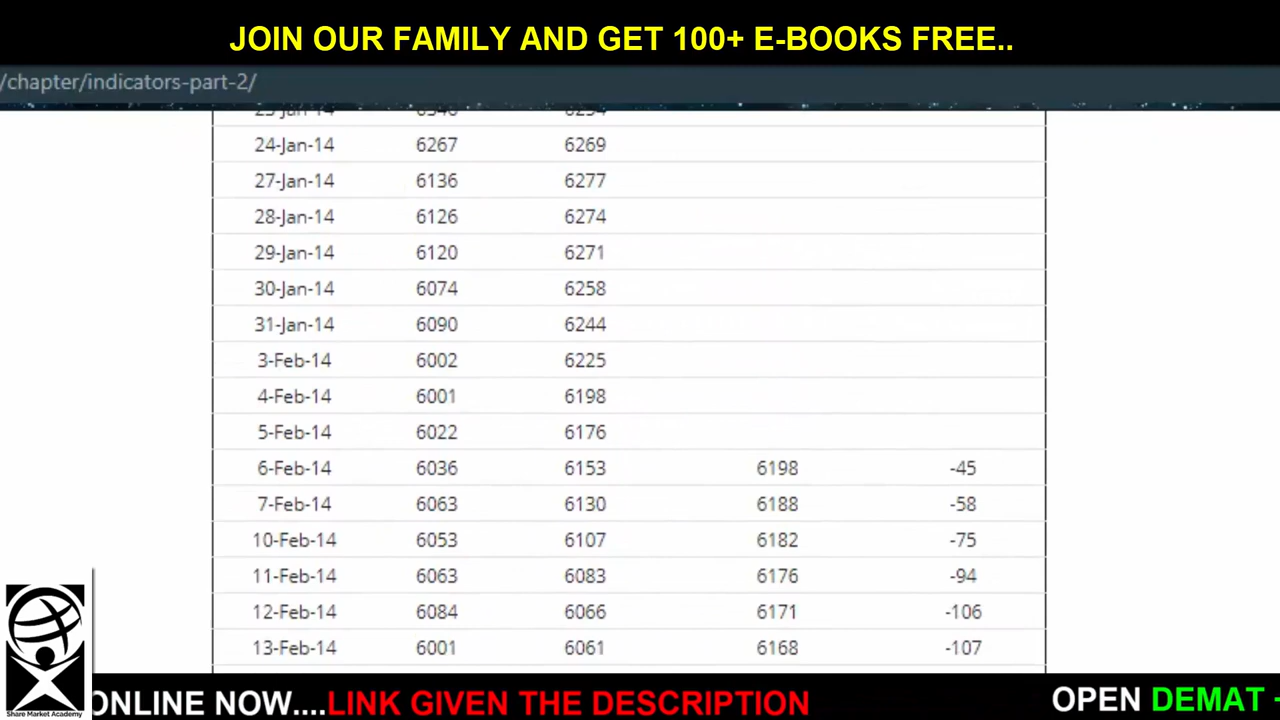 JOIN OUR FAMILY AND GET 100+ E-BOOKS FREE..
/chapter/indicators-part-2/
24-Jan-14 6267 6269
27-Jan-14 6136 6277
28-Jan-14 6126 6274
29-Jan-14 6120 6271
30-Jan-14 6074 6258
31-Jan-14 6090 6244
3-Feb-14 6002 6225
4-Feb-14 6001 6198
5-Feb-14 6022 6176
6-Feb-14 6036 6153 6198 -45
7-Feb-14 6063 6130 6188 -58
10-Feb-14 6053 6107 6182 -75
11-Feb-14 6063 6083 6176 -94
12-Feb-14 6084 6066 6171 -106
13-Feb-14 6001 6061 6168 -107
Share Market Academy
ONLINE NOW....LINK GIVEN THE DESCRIPTION OPEN DEMAT